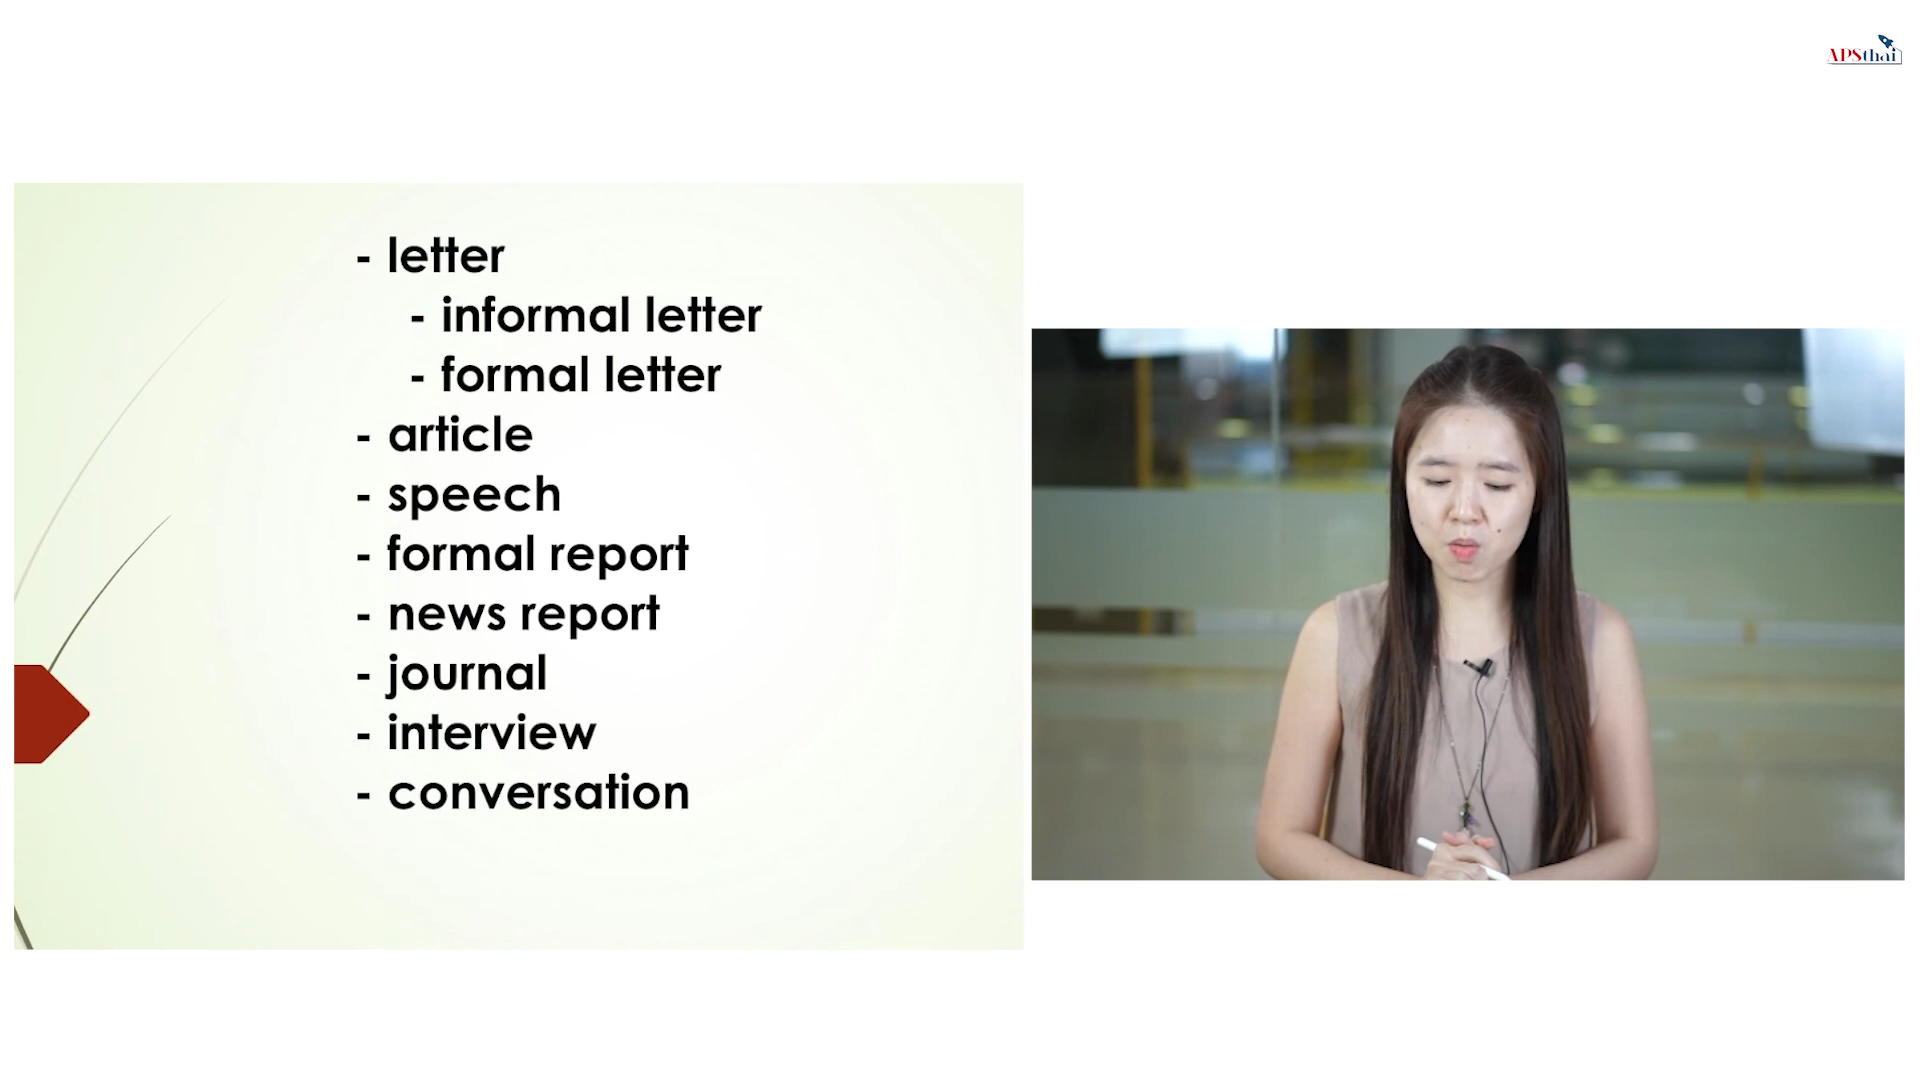 APSthai
- letter
- informal letter
- formal letter
- article
- speech
- formal report
- news report
- journal
- interview
- conversation